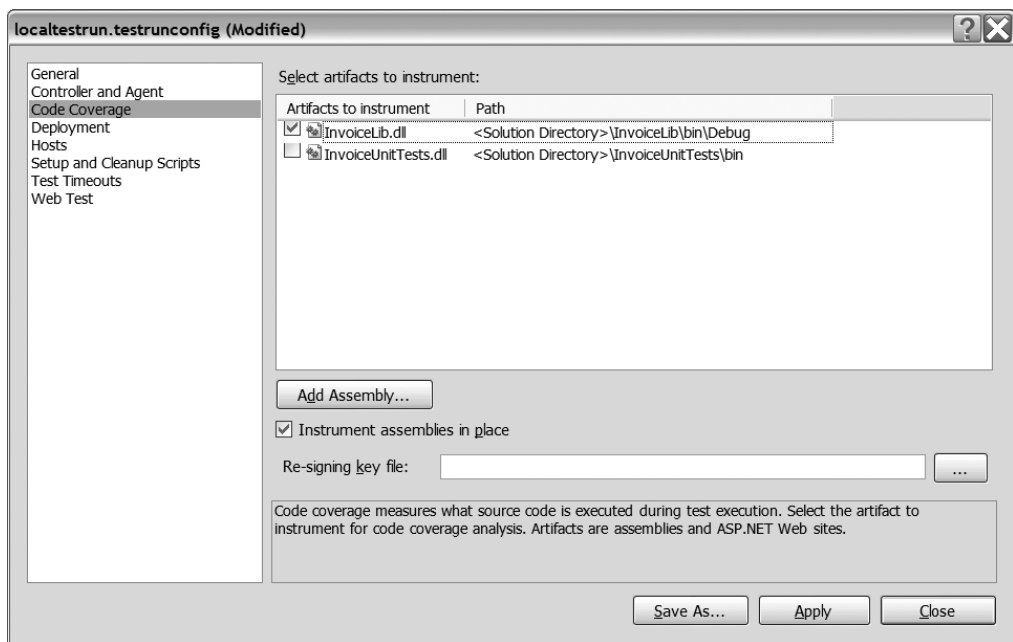 localtestrun.testrunconfig (Modified)
General
Controller and Agent
Code Coverage
Deployment
Hosts
Setup and Cleanup Scripts
Test Timeouts
Web Test
Select artifacts to instrument:
Artifacts to instrument Path
InvoiceLib.dll <Solution Directory>\InvoiceLib\bin\Debug
InvoiceUnitTests.dll <Solution Directory>\InvoiceUnitTests\bin
Add Assembly...
Instrument assemblies in place
Re-signing key file:
...
Code coverage measures what source code is executed during test execution. Select the artifact to
instrument for code coverage analysis. Artifacts are assemblies and ASP.NET Web sites.
Save As... Apply Close